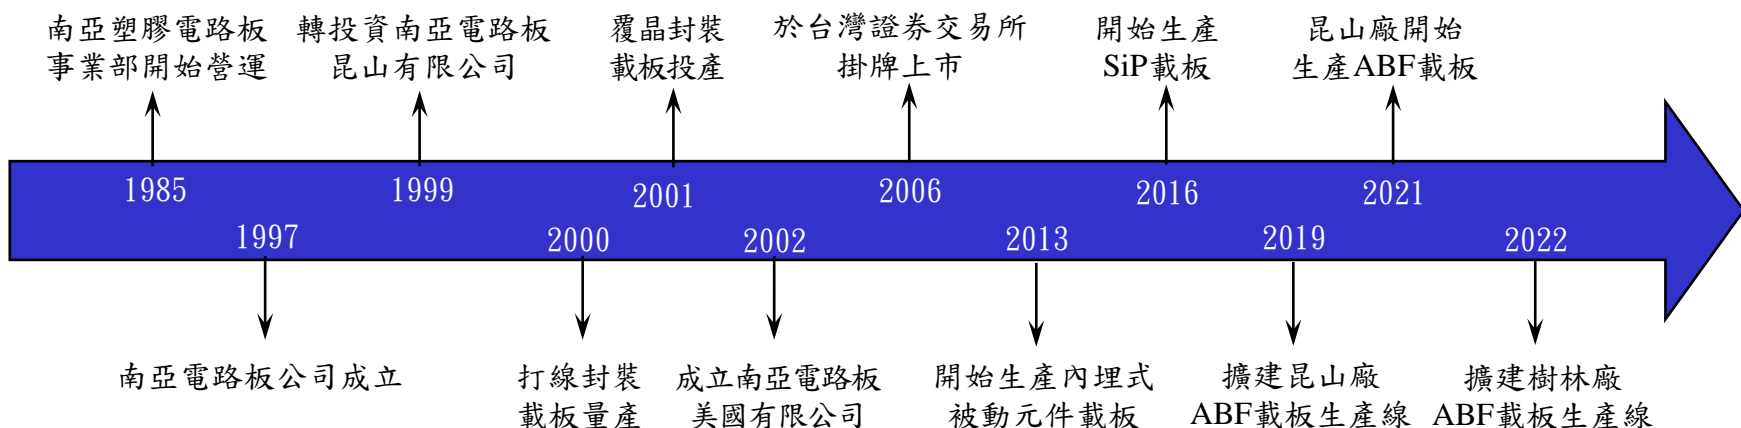 南亞塑膠電路板
事業部開始營運
轉投資南亞電路板
昆山有限公司
覆晶封裝
載板投產
於台灣證券交易所
掛牌上市
開始生產
SiP載板
昆山廠開始
生產ABF載板
1985
1999
2001
2006
2016
2021
1997
2000
2002
2013
2019
2022
南亞電路板公司成立
打線封裝
載板量產
成立南亞電路板
美國有限公司
開始生產內埋式
被動元件載板
擴建昆山廠
ABF載板生產線
擴建樹林廠
ABF載板生產線